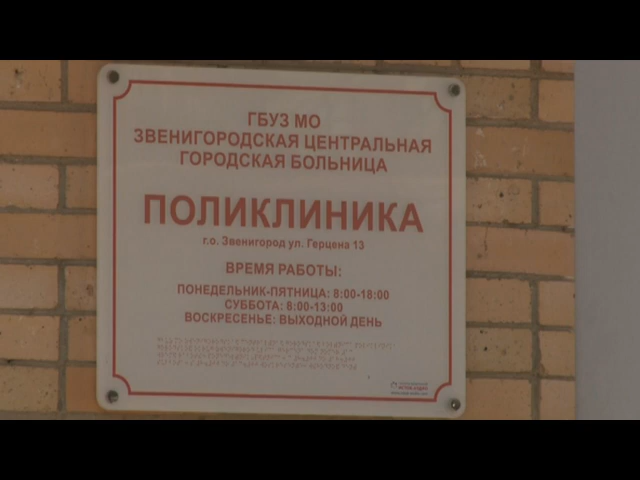 ГБУЗ МО
ЗВЕНИГОРОДСКАЯ ЦЕНТРАЛЬНАЯ
ГОРОДСКАЯ БОЛЬНИЦА
ПОЛИКЛИНИКА
г.о. Звенигород ул. Герцена 13
ВРЕМЯ РАБОТЫ:
ПОНЕДЕЛЬНИК-ПЯТНИЦА: 8:00-18:00
СУББОТА: 8:00-13:00
ВОСКРЕСЕНЬЕ: ВЫХОДНОЙ ДЕНЬ